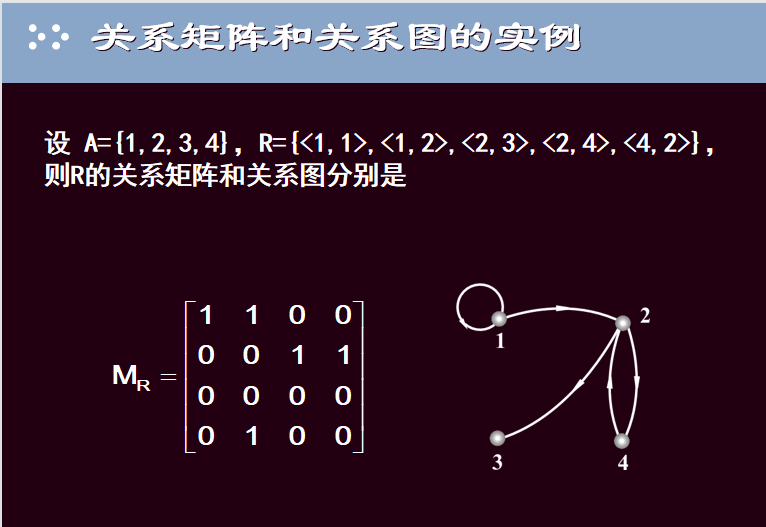 关系矩阵和关系图的实例
设 A={1,2,3,4}，R={<1,1>,<1,2>,<2,3>,<2,4>,<4,2>}，
则R的关系矩阵和关系图分别是
M_R =
1 1 0 0
0 0 1 1
0 0 0 0
0 1 0 0
2
1
3
4